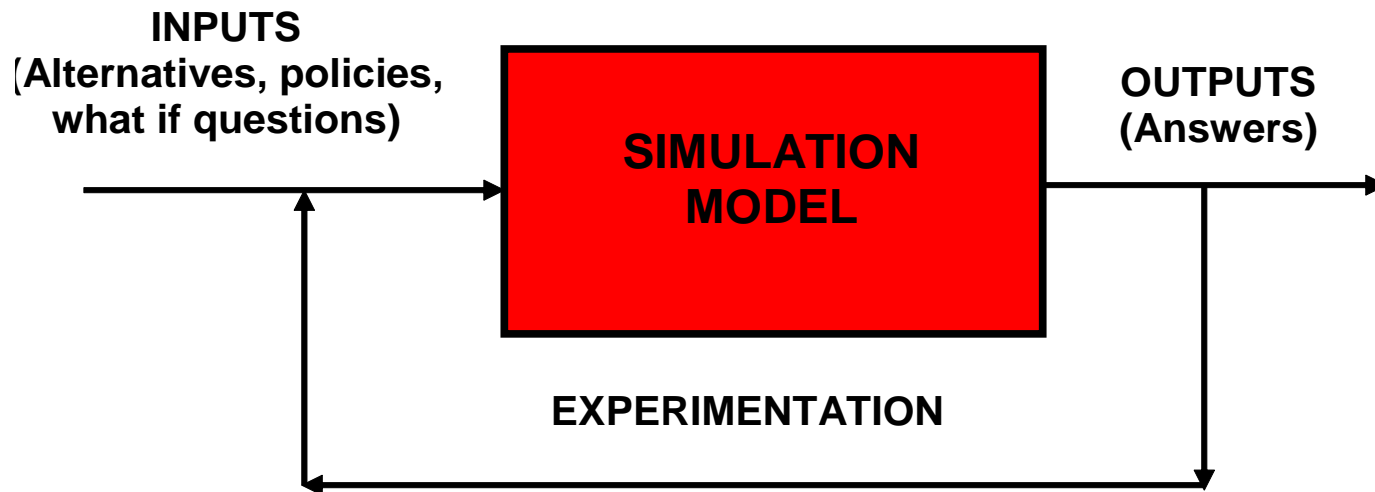 INPUTS
(Alternatives, policies,
what if questions)
SIMULATION
MODEL
OUTPUTS
(Answers)
EXPERIMENTATION